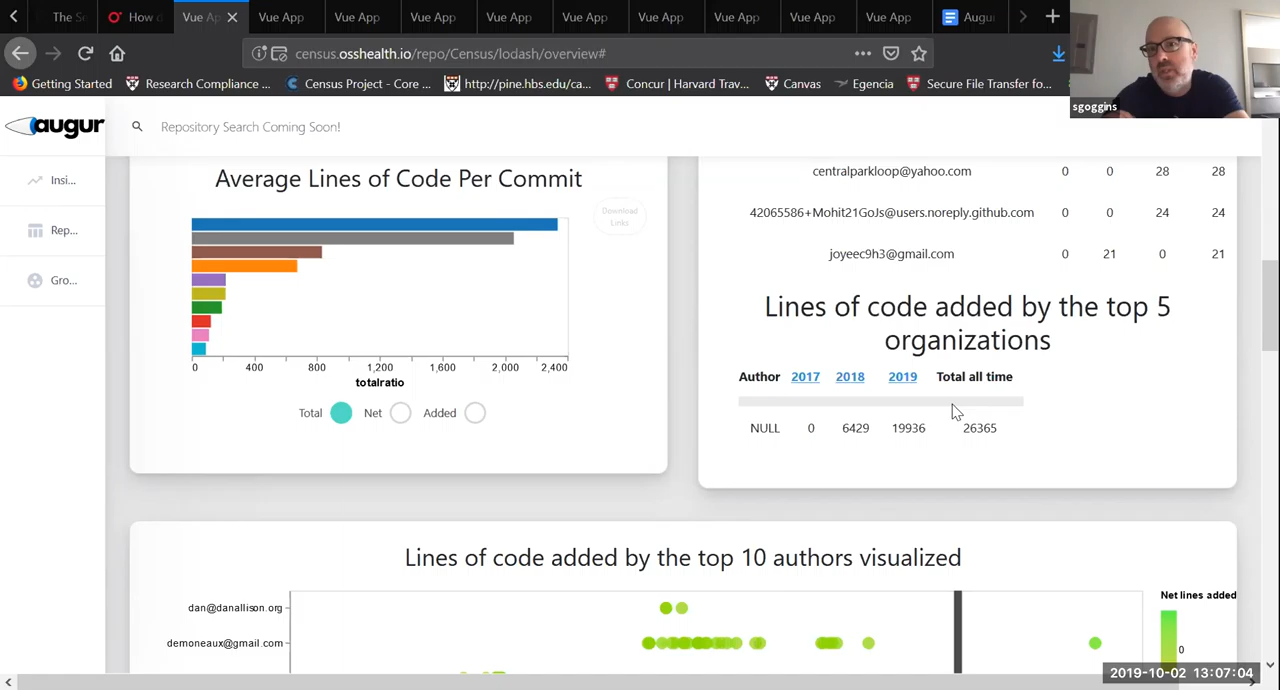 The Se
How
Vue Ap
Vue App
Vue App
Vue App
Vue App
Vue App
Vue App
Vue App
Vue App
Vue App
Augu
census.osshealth.io/repo/Census/lodash/overview#
Getting Started
Research Compliance ...
Census Project - Core ...
http://pine.hbs.edu/ca...
Concur | Harvard Trav...
Canvas
Egencia
Secure File Transfer fo...
sgoggins
augur
Repository Search Coming Soon!
Insi...
Rep...
Gro...
Average Lines of Code Per Commit
Download
Links
0 400 800 1,200 1,600 2,000 2,400
totalratio
Total Net Added
centralparkloop@yahoo.com 0 0 28 28
42065586+Mohit21GoJs@users.noreply.github.com 0 0 24 24
joyeec9h3@gmail.com 0 21 0 21
Lines of code added by the top 5
organizations
Author 2017 2018 2019 Total all time
NULL 0 6429 19936 26365
Lines of code added by the top 10 authors visualized
dan@danallison.org
demoneaux@gmail.com
Net lines added
0
2019-10-02 13:07:04